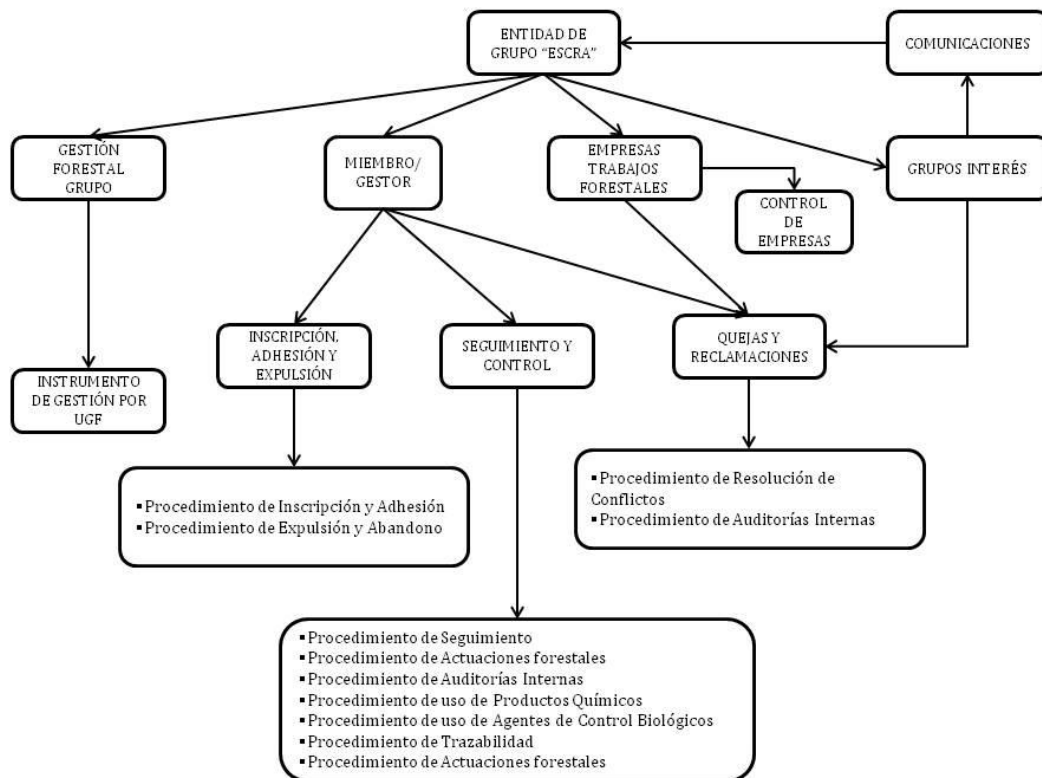 ENTIDAD DE
GRUPO “ESCRA”
COMUNICACIONES
GESTIÓN
FORESTAL
GRUPO
MIEMBRO/
GESTOR
EMPRESAS
TRABAJOS
FORESTALES
GRUPOS INTERÉS
CONTROL
DE
EMPRESAS
INSCRIPCIÓN,
ADHESIÓN Y
EXPULSIÓN
SEGUIMIENTO Y
CONTROL
QUEJAS Y
RECLAMACIONES
INSTRUMENTO
DE GESTIÓN POR
UGF
▪ Procedimiento de Inscripción y Adhesión
▪ Procedimiento de Expulsión y Abandono
▪ Procedimiento de Resolución de
Conflictos
▪ Procedimiento de Auditorías Internas
▪ Procedimiento de Seguimiento
▪ Procedimiento de Actuaciones forestales
▪ Procedimiento de Auditorías Internas
▪ Procedimiento de uso de Productos Químicos
▪ Procedimiento de uso de Agentes de Control Biológicos
▪ Procedimiento de Trazabilidad
▪ Procedimiento de Actuaciones forestales